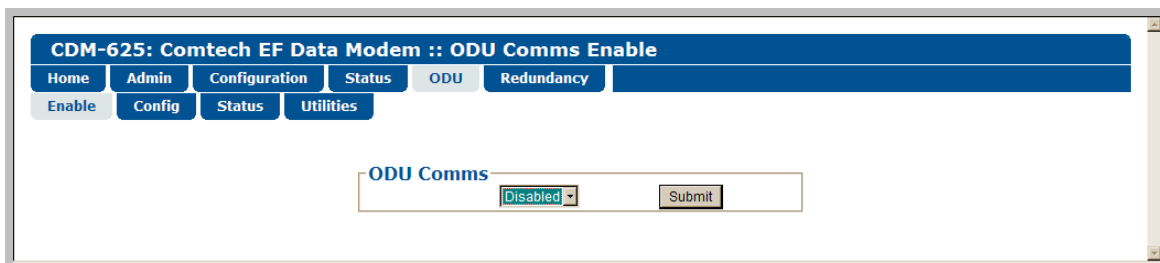 CDM-625: Comtech EF Data Modem :: ODU Comms Enable
Home Admin Configuration Status ODU Redundancy
Enable Config Status Utilities
ODU Comms
Disabled Submit